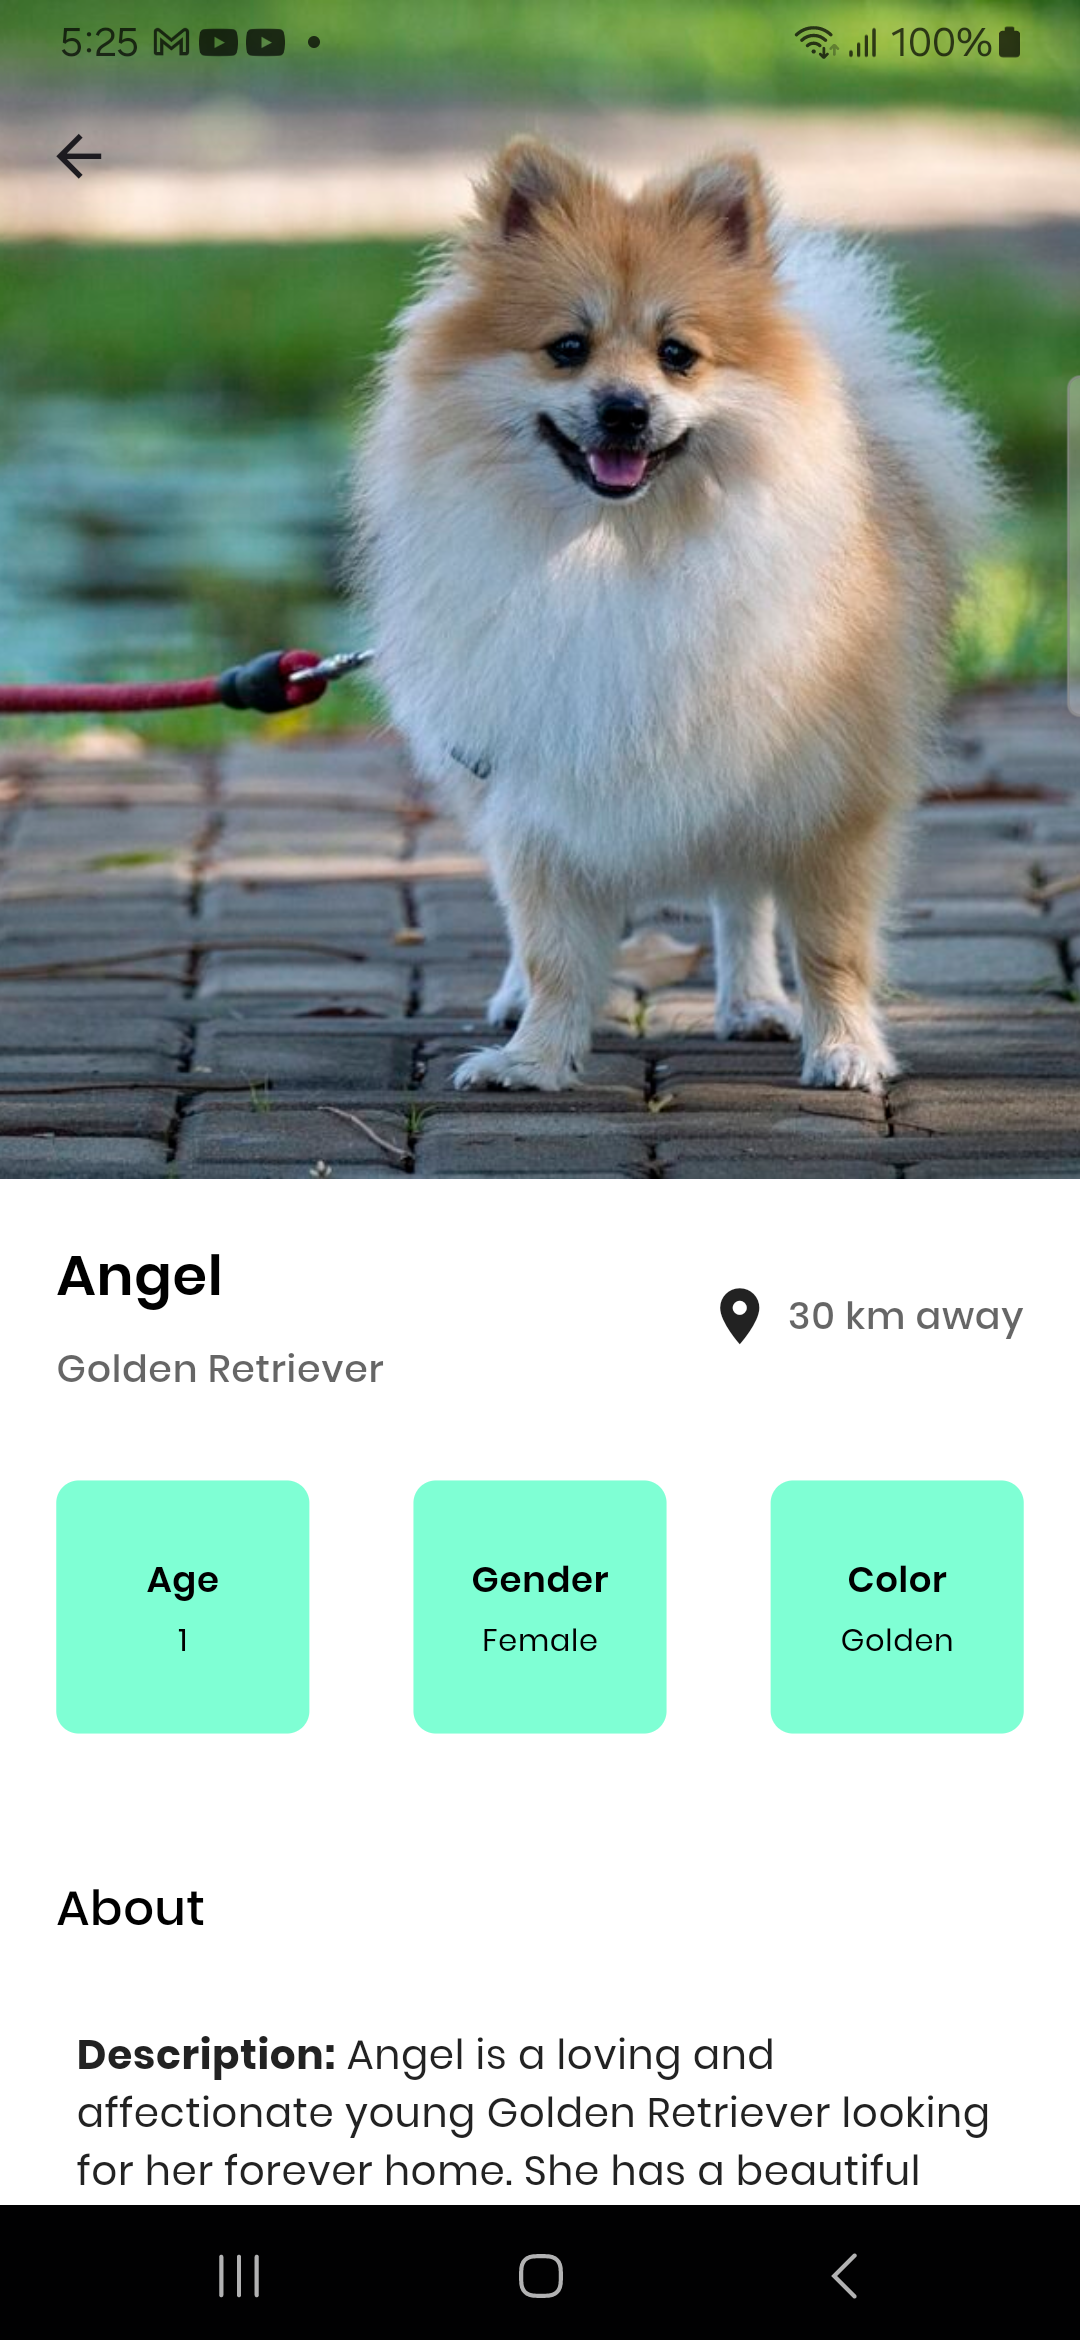 5:25 100%
Angel
30 km away
Golden Retriever
Age
1
Gender
Female
Color
Golden
About
Description: Angel is a loving and
affectionate young Golden Retriever looking
for her forever home. She has a beautiful